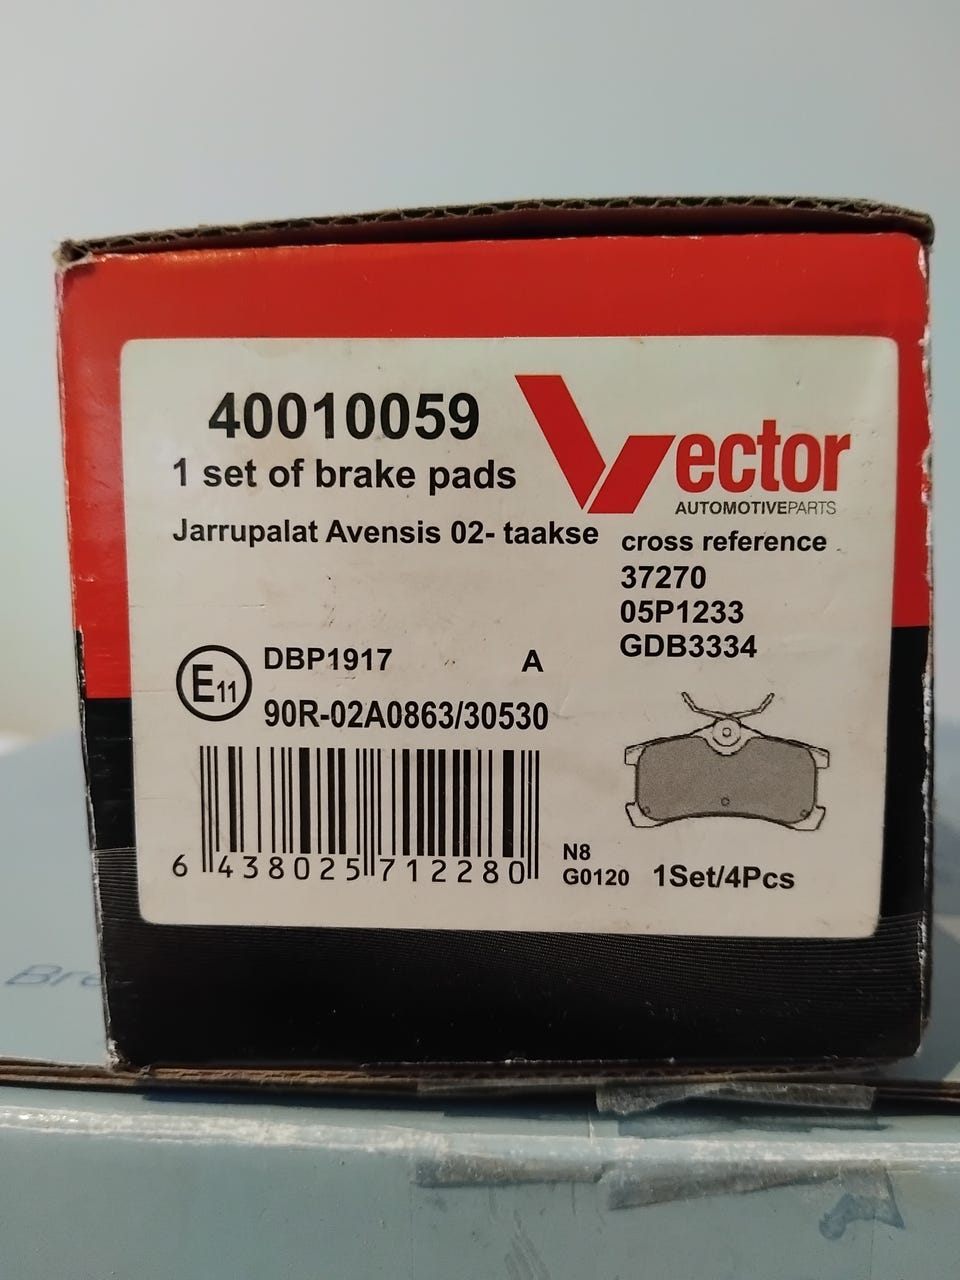 40010059
1 set of brake pads
Vector
AUTOMOTIVEPARTS
Jarrupalat Avensis 02- taakse
cross reference
37270
05P1233
GDB3334
E11
DBP1917 A
90R-02A0863/30530
6 438025 712280
N8
G0120 1Set/4Pcs